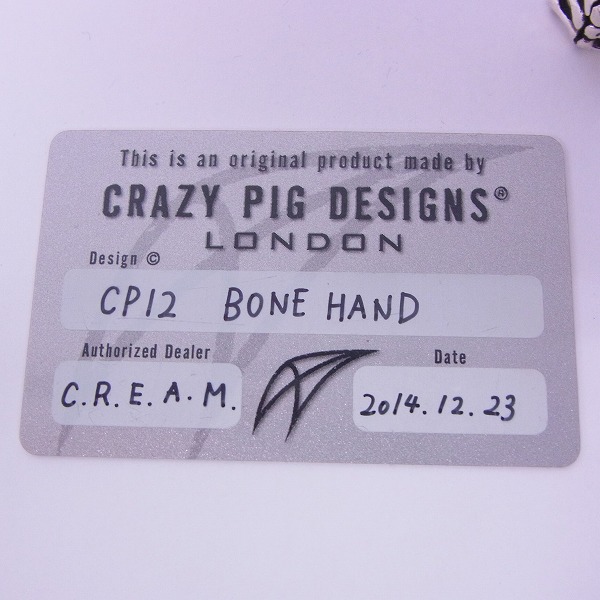 This is an original product made by
CRAZY PIG DESIGNS®
LONDON
Design ©
CP12 BONE HAND
Authorized Dealer
C.R.E.A.M.
Date
2014.12.23